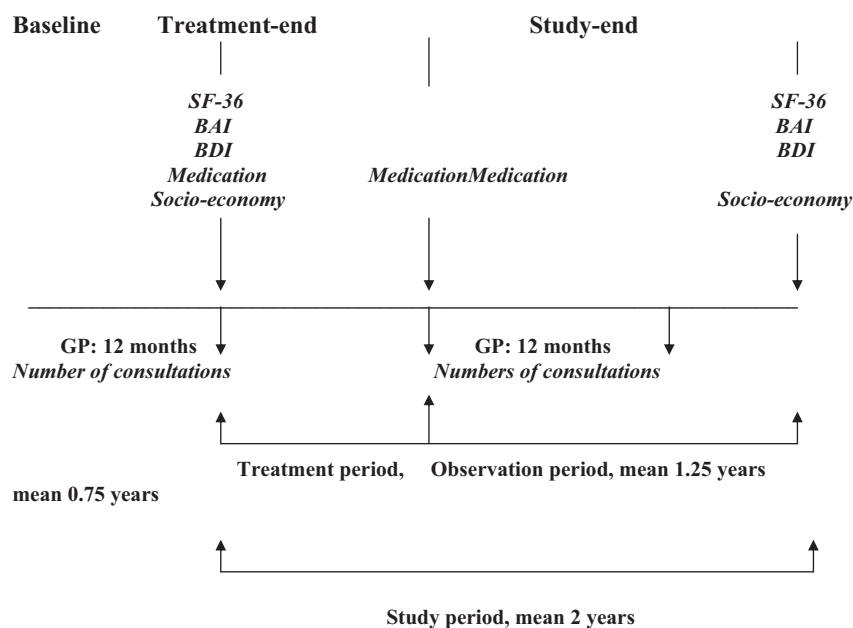 Baseline Treatment-end Study-end
SF-36 SF-36
BAI BAI
BDI BDI
Medication MedicationMedication
Socio-economy Socio-economy
GP: 12 months GP: 12 months
Number of consultations Numbers of consultations
Treatment period, Observation period, mean 1.25 years
mean 0.75 years
Study period, mean 2 years